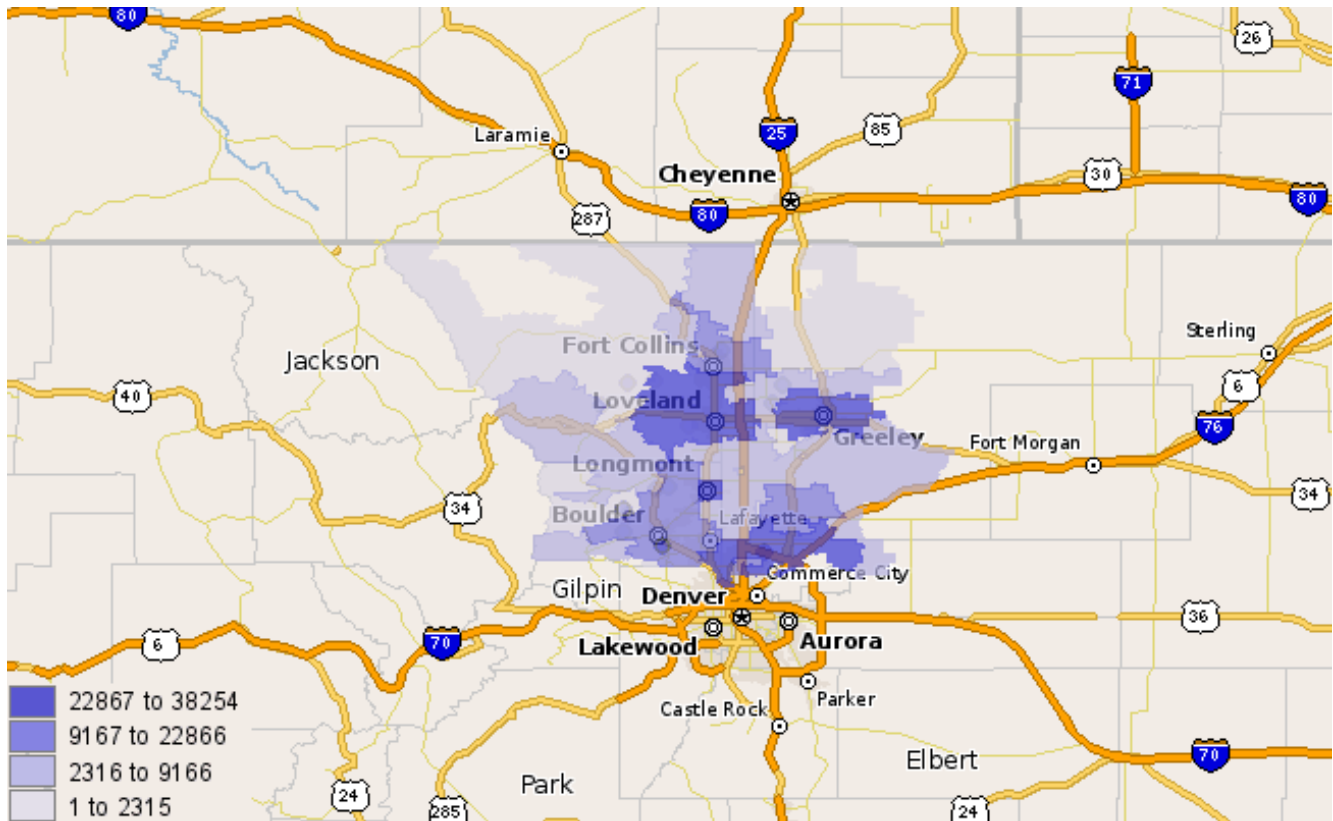 80
26
71
25
85
Laramie
Cheyenne
30
80
80
287
Sterling
Fort Collins
Jackson
6
40
Loveland
76
Greeley
Fort Morgan
Longmont
34
34
Boulder
Lafayette
Commerce City
Gilpin
Denver
36
6
70
Lakewood
Aurora
22867 to 38254
Parker
Castle Rock
9167 to 22866
70
Elbert
2316 to 9166
Park
24
1 to 2315
285
24